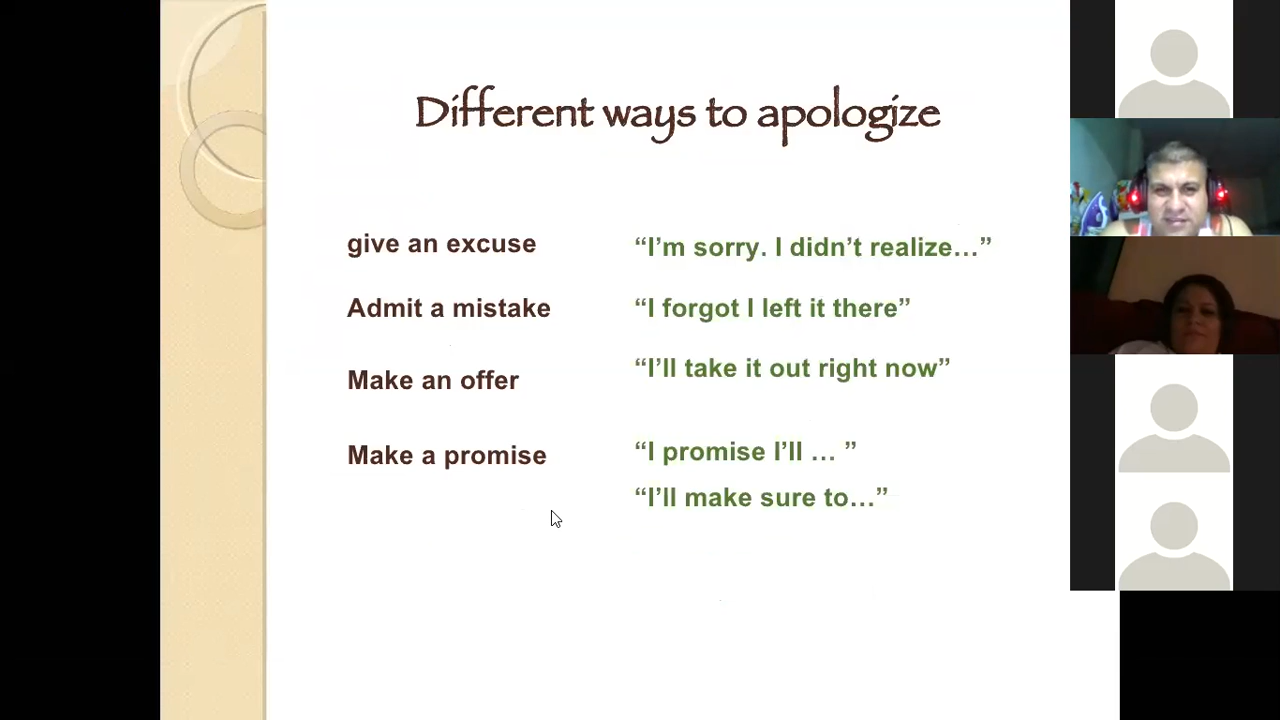 Different ways to apologize
give an excuse “I’m sorry. I didn’t realize…”
Admit a mistake “I forgot I left it there”
Make an offer “I’ll take it out right now”
Make a promise “I promise I’ll … ”
“I’ll make sure to…”